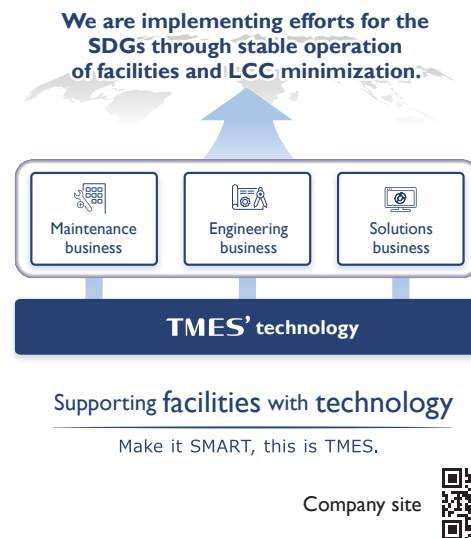 We are implementing efforts for the
SDGs through stable operation
of facilities and LCC minimization.
Maintenance
business
Engineering
business
Solutions
business
TMES’ technology
Supporting facilities with technology
Make it SMART, this is TMES.
Company site